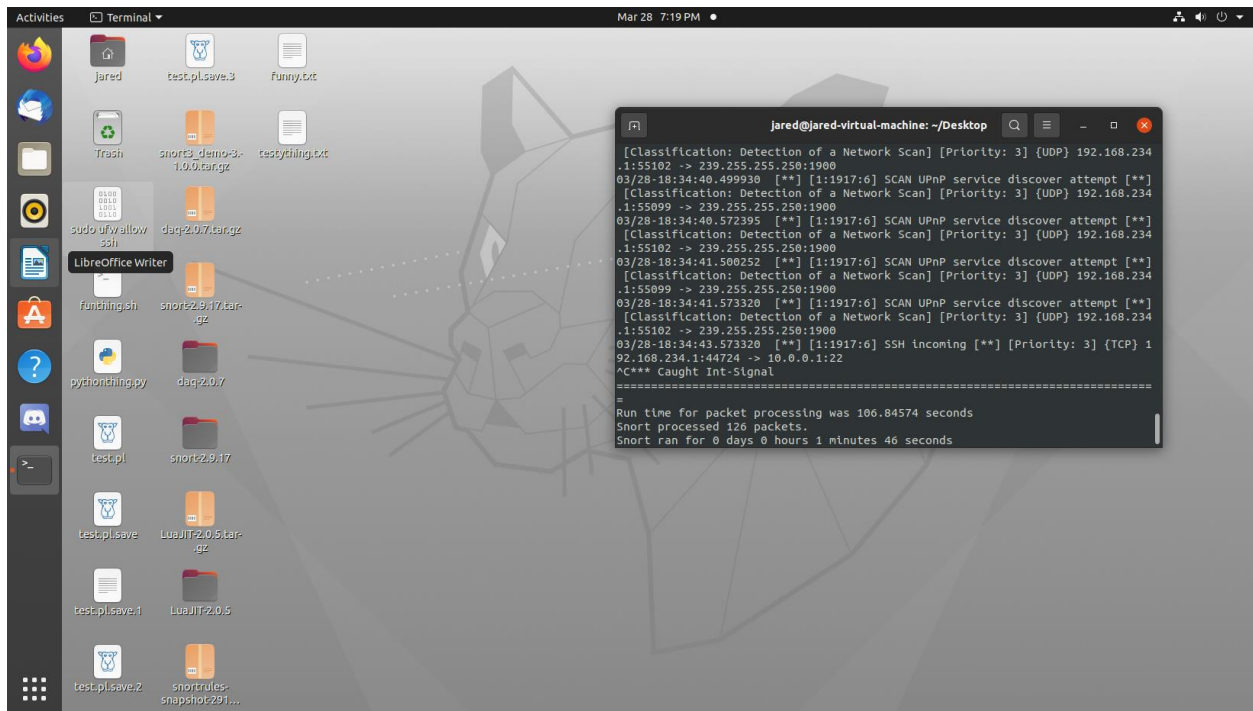 Activities
Terminal
Mar 28 7:19 PM
jared
test.pl.save.3
funny.txt
Trash
snort3_demo-3.-
1.0.0.tar.gz
testything.txt
sudo ufw allow
ssh
daq-2.0.7.tar.gz
LibreOffice Writer
funthing.sh
snort-2.9.17.tar-
.gz
pythonthing.py
daq-2.0.7
test.pl
snort-2.9.17
test.pl.save
LuaJIT-2.0.5.tar-
.gz
test.pl.save.1
LuaJIT-2.0.5
test.pl.save.2
snortrules-
snapshot-291...
jared@jared-virtual-machine: ~/Desktop
[Classification: Detection of a Network Scan] [Priority: 3] {UDP} 192.168.234
.1:55102 -> 239.255.255.250:1900
03/28-18:34:40.499930 [**] [1:1917:6] SCAN UPnP service discover attempt [**]
[Classification: Detection of a Network Scan] [Priority: 3] {UDP} 192.168.234
.1:55099 -> 239.255.255.250:1900
03/28-18:34:40.572395 [**] [1:1917:6] SCAN UPnP service discover attempt [**]
[Classification: Detection of a Network Scan] [Priority: 3] {UDP} 192.168.234
.1:55102 -> 239.255.255.250:1900
03/28-18:34:41.500252 [**] [1:1917:6] SCAN UPnP service discover attempt [**]
[Classification: Detection of a Network Scan] [Priority: 3] {UDP} 192.168.234
.1:55099 -> 239.255.255.250:1900
03/28-18:34:41.573320 [**] [1:1917:6] SCAN UPnP service discover attempt [**]
[Classification: Detection of a Network Scan] [Priority: 3] {UDP} 192.168.234
.1:55102 -> 239.255.255.250:1900
03/28-18:34:43.573320 [**] [1:1917:6] SSH incoming [**] [Priority: 3] {TCP} 1
92.168.234.1:44724 -> 10.0.0.1:22
^C*** Caught Int-Signal
===============================================================================
=
Run time for packet processing was 106.84574 seconds
Snort processed 126 packets.
Snort ran for 0 days 0 hours 1 minutes 46 seconds